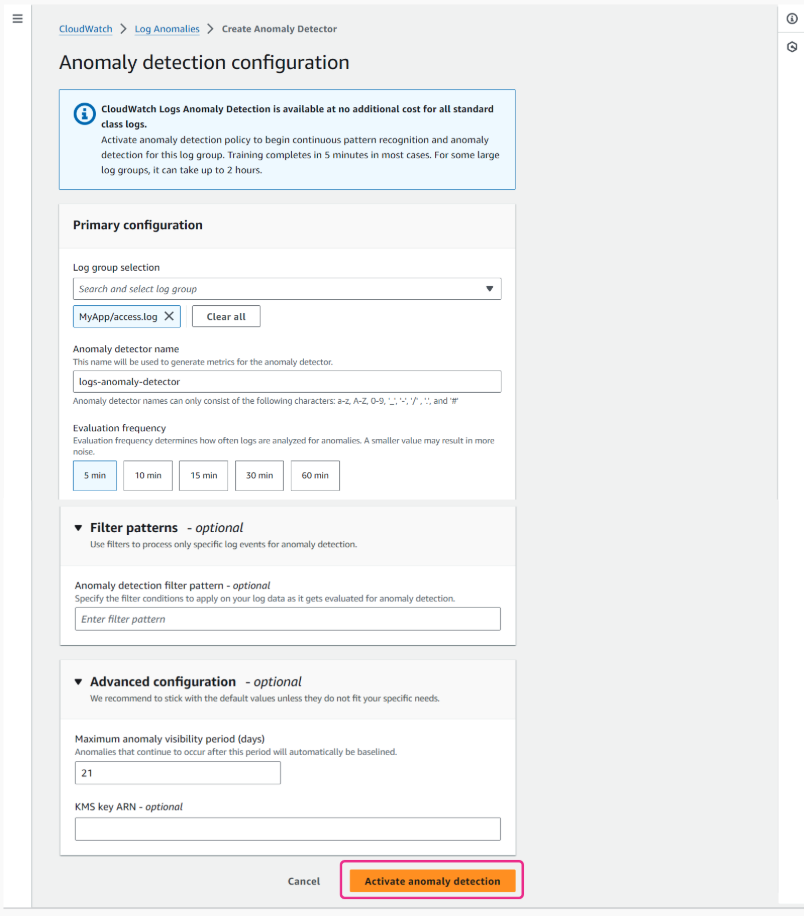 CloudWatch > Log Anomalies > Create Anomaly Detector
Anomaly detection configuration
CloudWatch Logs Anomaly Detection is available at no additional cost for all standard
class logs.
Activate anomaly detection policy to begin continuous pattern recognition and anomaly
detection for this log group. Training completes in 5 minutes in most cases. For some large
log groups, it can take up to 2 hours.
Primary configuration
Log group selection
Search and select log group
MyApp/access.log Clear all
Anomaly detector name
This name will be used to generate metrics for the anomaly detector.
logs-anomaly-detector
Anomaly detector names can only consist of the following characters: a-z, A-Z, 0-9, '_', '-', '/' , '.', and '#'
Evaluation frequency
Evaluation frequency determines how often logs are analyzed for anomalies. A smaller value may result in more
noise.
5 min 10 min 15 min 30 min 60 min
Filter patterns - optional
Use filters to process only specific log events for anomaly detection.
Anomaly detection filter pattern - optional
Specify the filter conditions to apply on your log data as it gets evaluated for anomaly detection.
Enter filter pattern
Advanced configuration - optional
We recommend to stick with the default values unless they do not fit your specific needs.
Maximum anomaly visibility period (days)
Anomalies that continue to occur after this period will automatically be baselined.
21
KMS key ARN - optional
Cancel Activate anomaly detection